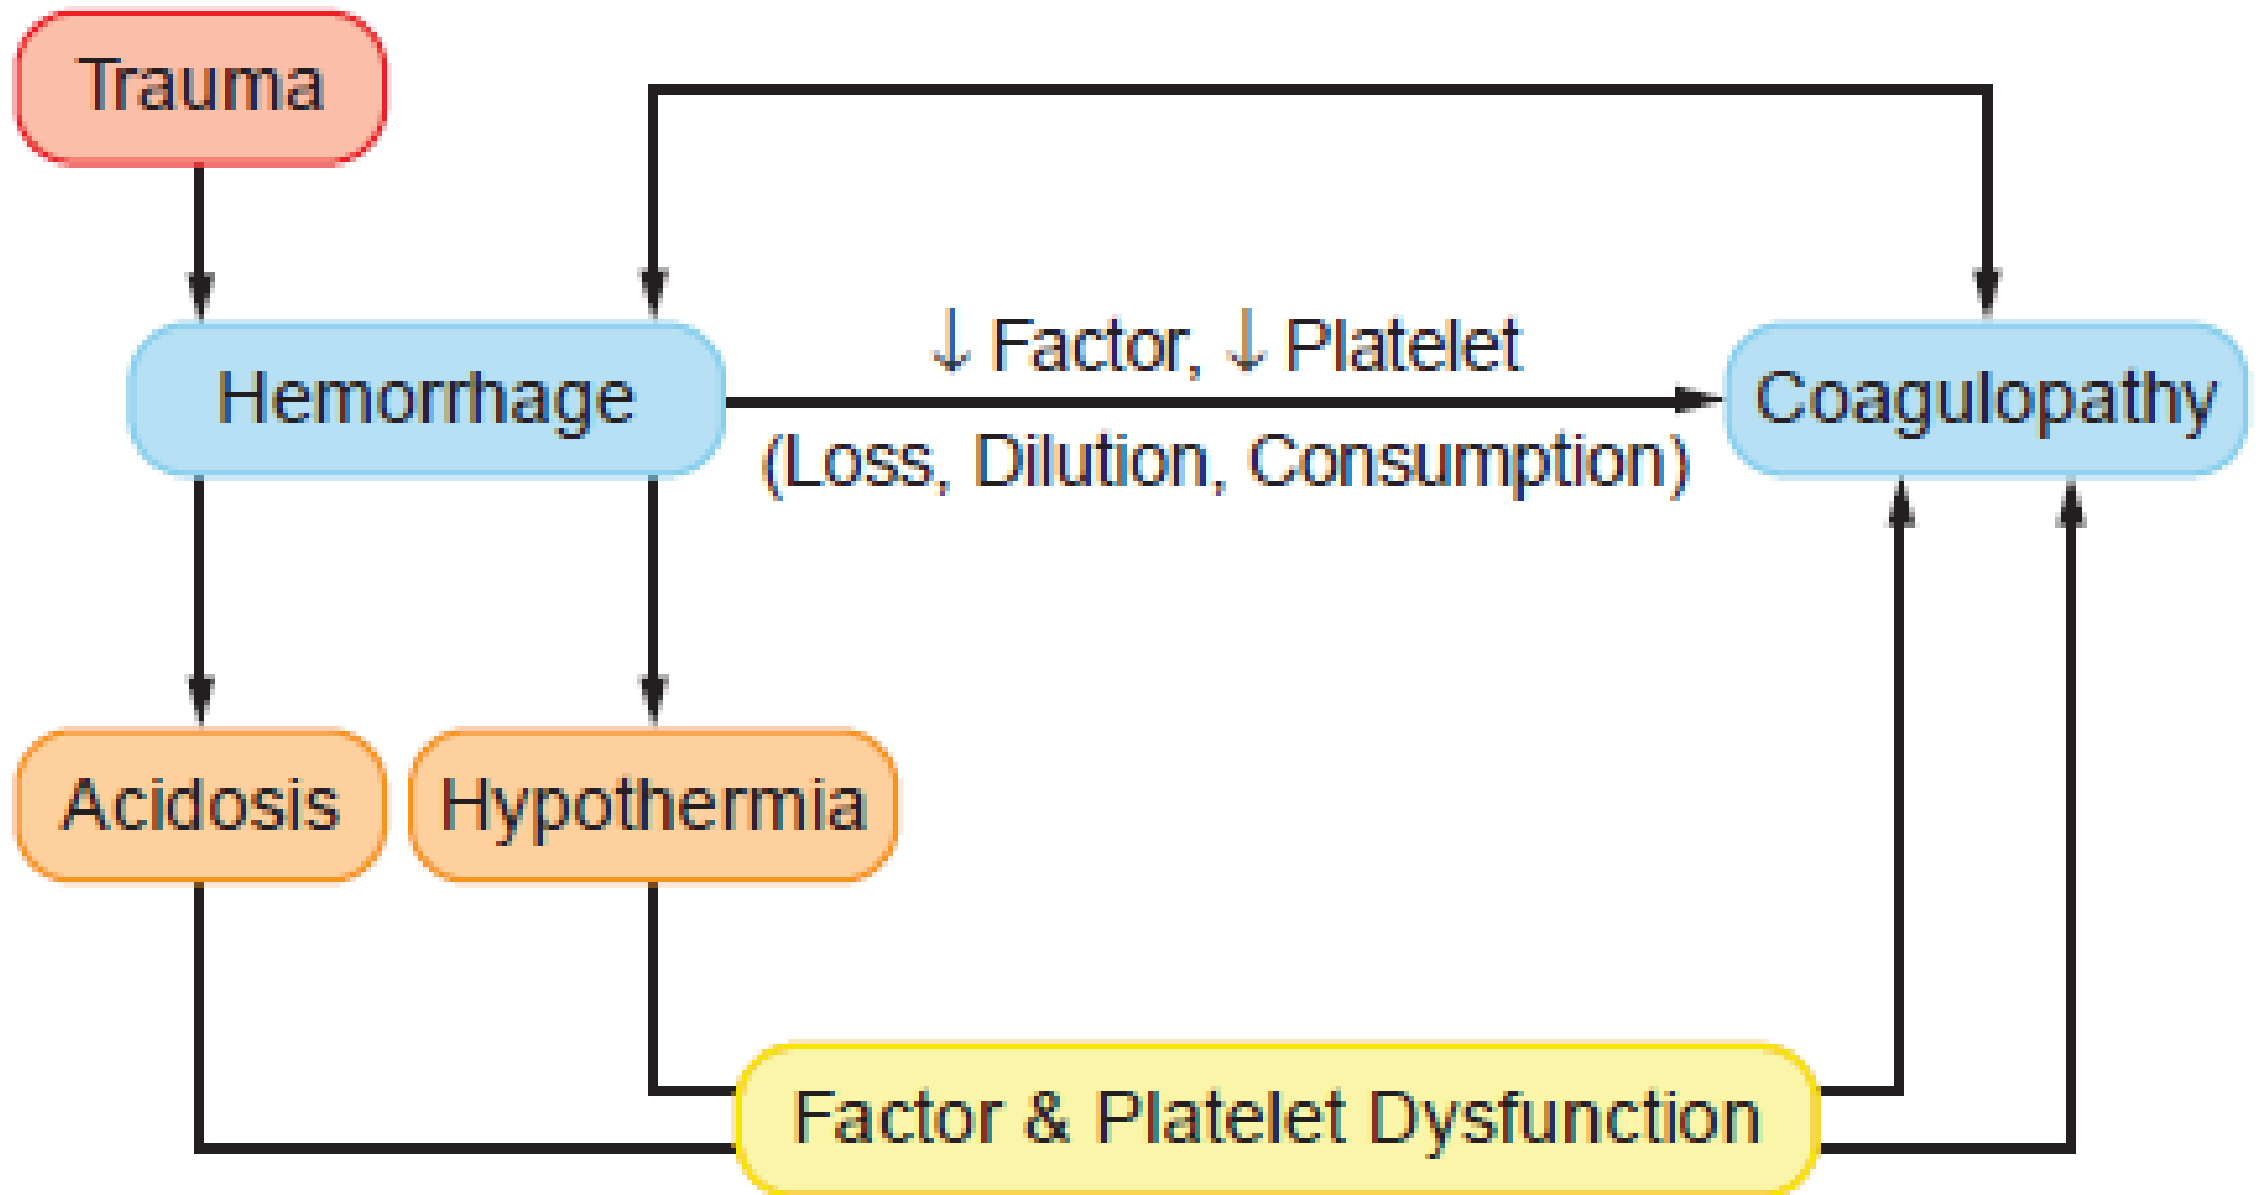 Trauma
↓ Factor, ↓ Platelet
Hemorrhage
Coagulopathy
(Loss, Dilution, Consumption)
Acidosis
Hypothermia
Factor & Platelet Dysfunction